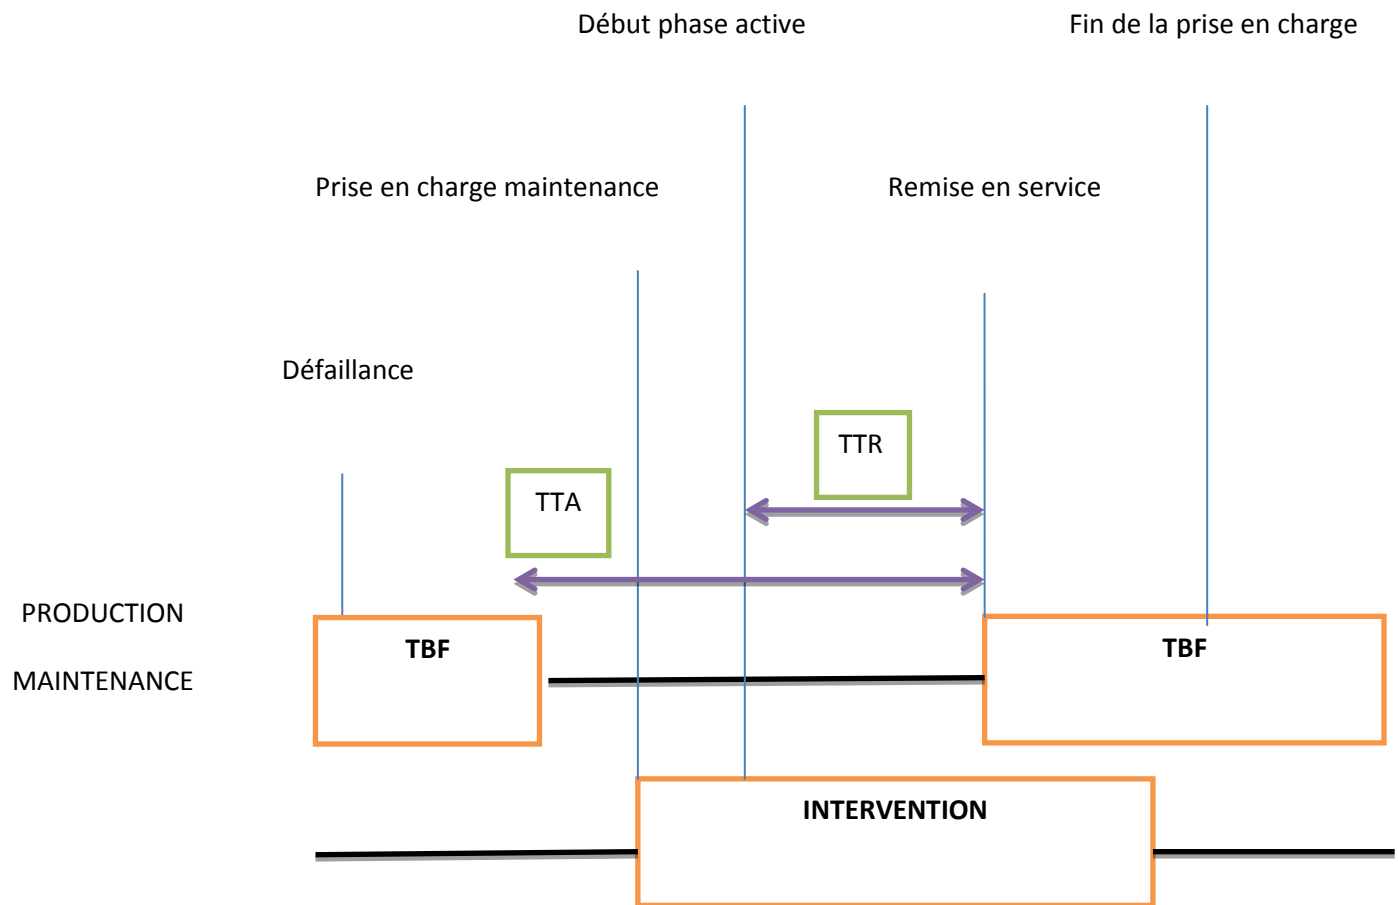 Début phase active
Fin de la prise en charge
Prise en charge maintenance
Remise en service
Défaillance
TTR
TTA
PRODUCTION
TBF
TBF
MAINTENANCE
INTERVENTION